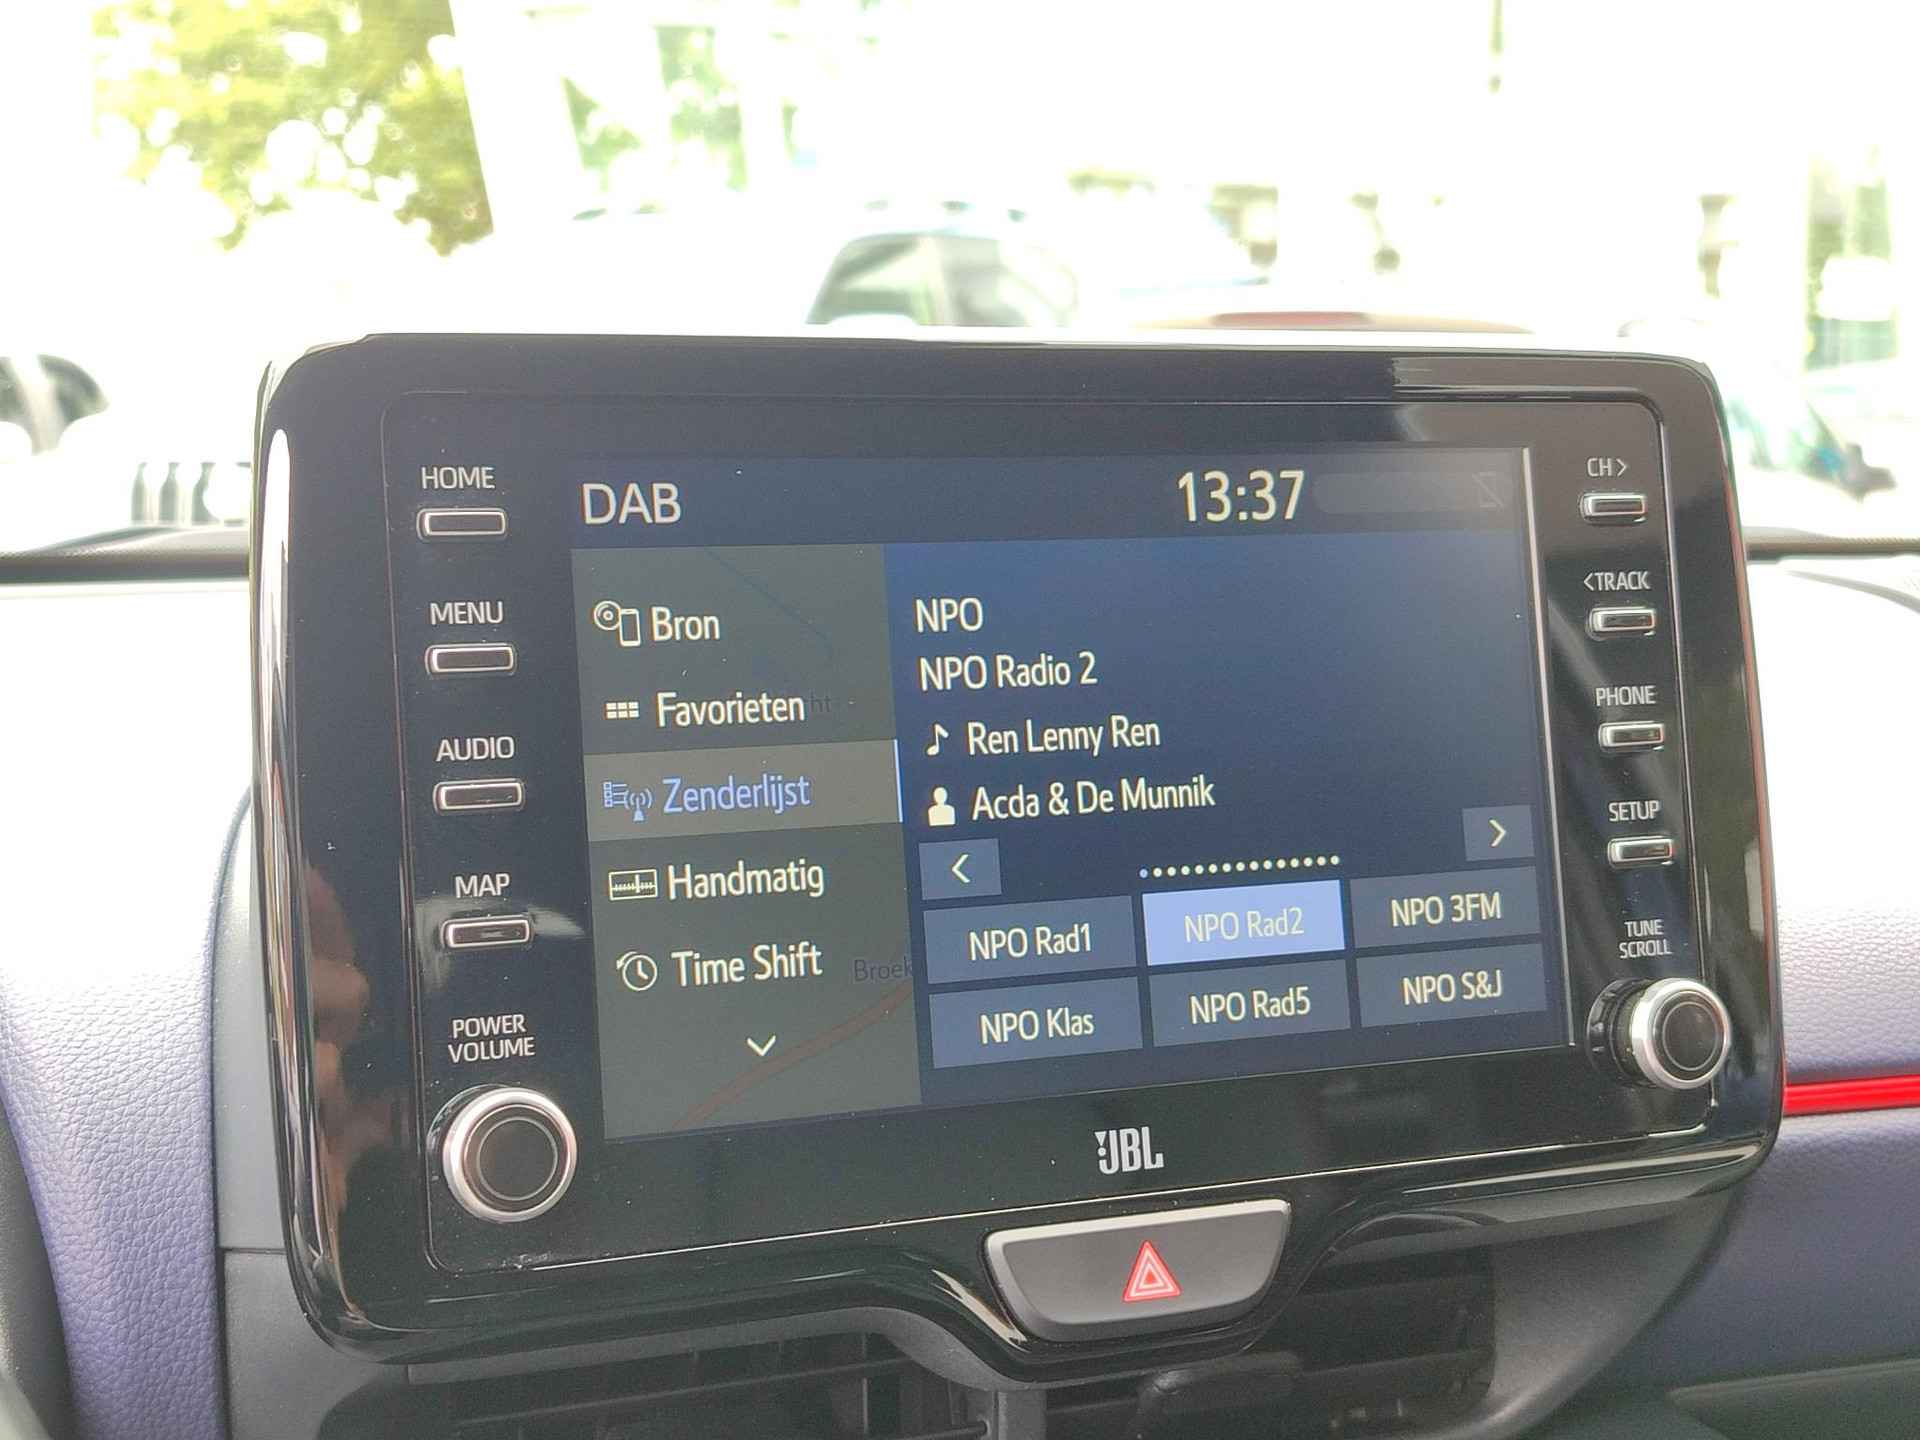 HOME
MENU
AUDIO
MAP
POWER
VOLUME
DAB
13:37
Bron
Favorieten
Zenderlijst
Handmatig
Time Shift
Broek
NPO
NPO Radio 2
Ren Lenny Ren
Acda & De Munnik
NPO Rad1
NPO Rad2
NPO 3FM
NPO Klas
NPO Rad5
NPO S&J
CH >
< TRACK
PHONE
SETUP
TUNE
SCROLL
JBL